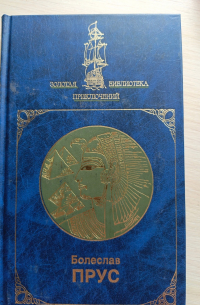 ЗОЛОТАЯ БИБЛИОТЕКА
ПРИКЛЮЧЕНИЙ
Болеслав
ПРУС